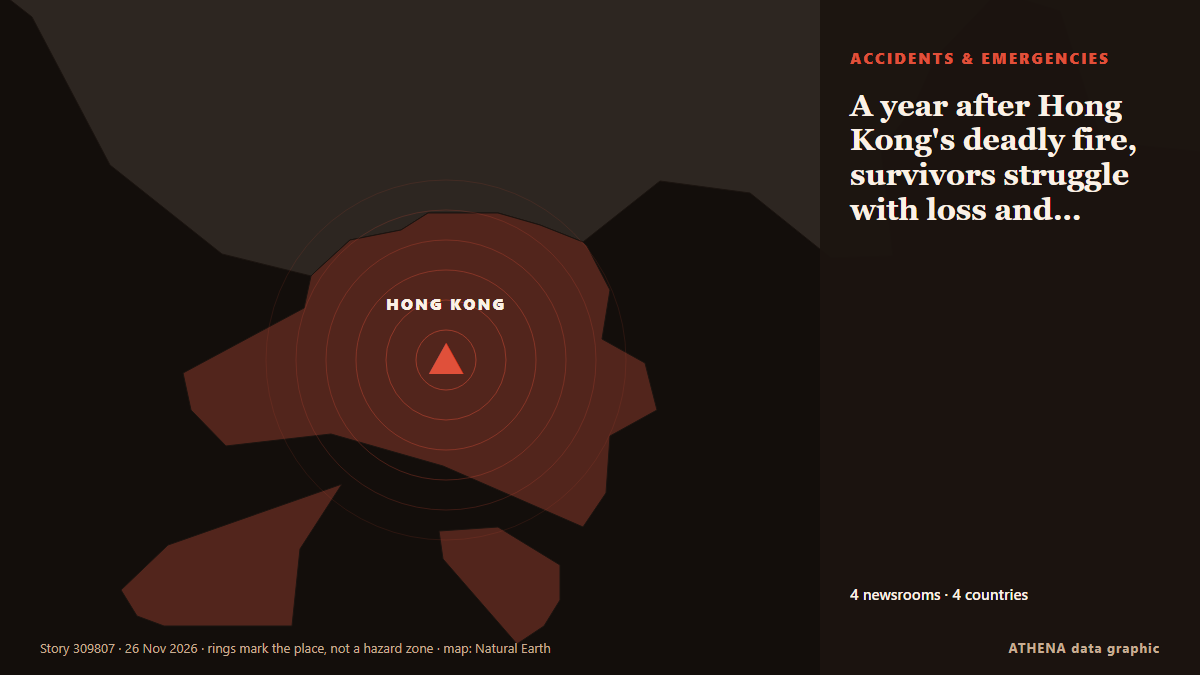 ACCIDENTS & EMERGENCIES
A year after Hong
Kong's deadly fire,
survivors struggle
with loss and...
HONG KONG
4 newsrooms · 4 countries
Story 309807 · 26 Nov 2026 · rings mark the place, not a hazard zone · map: Natural Earth
ATHENA data graphic